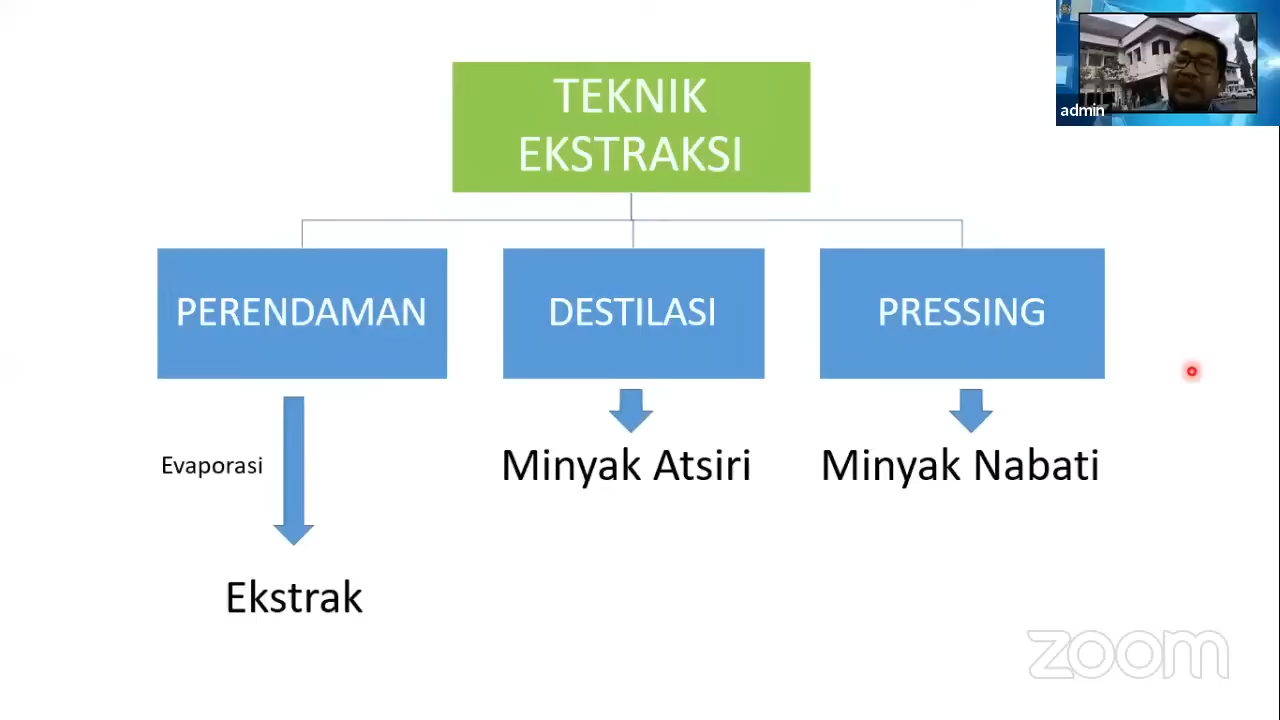 TEKNIK
EKSTRAKSI
admin
PERENDAMAN
DESTILASI
PRESSING
Evaporasi
Minyak Atsiri
Minyak Nabati
Ekstrak
zoom